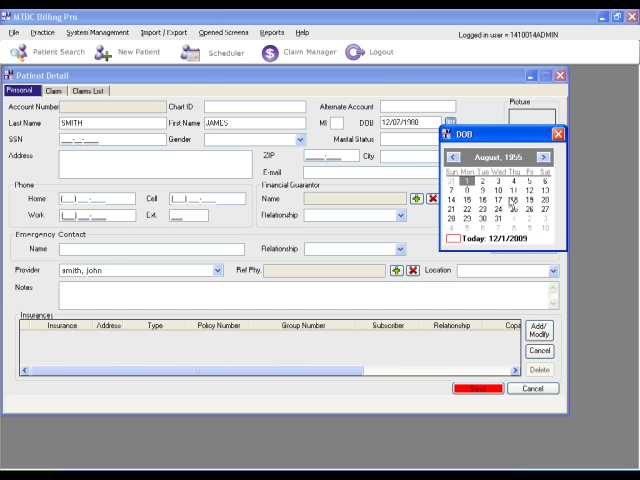 MTBC Billing Pro
File Practice System Management Import / Export Opened Screens Reports Help Logged in user = 1410014ADMIN
Patient Search New Patient Scheduler Claim Manager Logout
Patient Detail
Personal Claim Claims List
Account Number Chart ID Alternate Account Picture
Last Name SMITH First Name JAMES MI DOB 12/07/1980
SSN Gender Marital Status
Address ZIP City
E-mail
Phone Financial Guarantor
Home Cell Name
Work Ext. Relationship
Emergency Contact
Name Relationship
Provider smith, john Ref Phy. Location
Notes
Insurances
Insurance Address Type Policy Number Group Number Subscriber Relationship Copa
Add/
Modify
Cancel
Delete
Save Cancel
DOB
August, 1955
Sun Mon Tue Wed Thu Fri Sat
31 1 2 3 4 5 6
7 8 9 10 11 12 13
14 15 16 17 18 19 20
21 22 23 24 25 26 27
28 29 30 31 1 2 3
4 5 6 7 8 9 10
Today: 12/1/2009